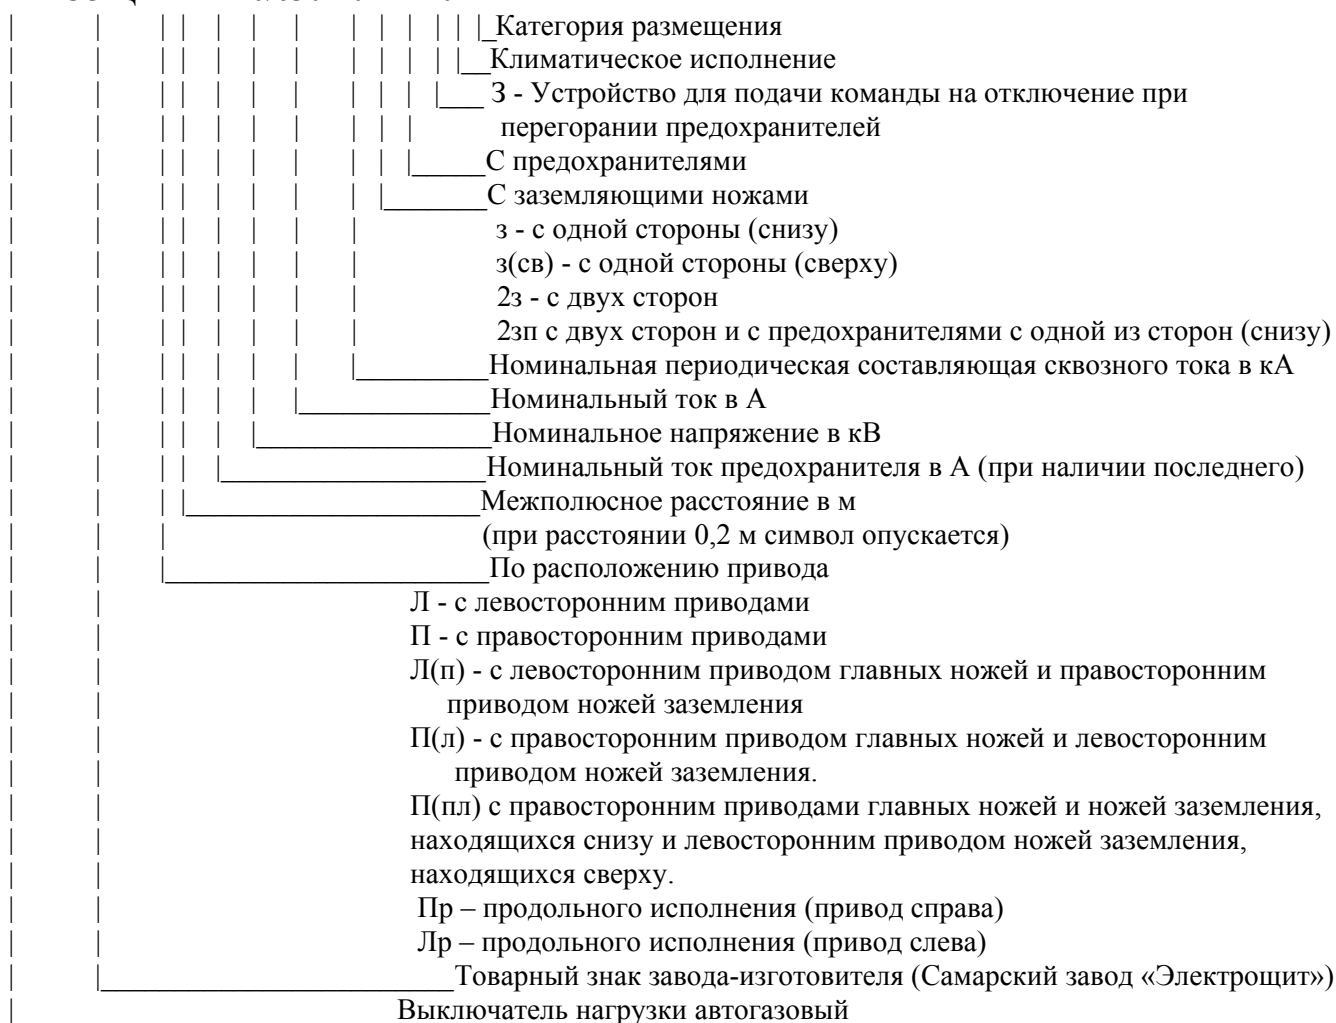 Категория размещения
Климатическое исполнение
З - Устройство для подачи команды на отключение при
перегорании предохранителей
С предохранителями
С заземляющими ножами
з - с одной стороны (снизу)
з(св) - с одной стороны (сверху)
2з - с двух сторон
2зп с двух сторон и с предохранителями с одной из сторон (снизу)
Номинальная периодическая составляющая сквозного тока в кА
Номинальный ток в А
Номинальное напряжение в кВ
Номинальный ток предохранителя в А (при наличии последнего)
Межполюсное расстояние в м
(при расстоянии 0,2 м символ опускается)
По расположению привода
Л - с левосторонним приводами
П - с правосторонним приводами
Л(п) - с левосторонним приводом главных ножей и правосторонним
приводом ножей заземления
П(л) - с правосторонним приводом главных ножей и левосторонним
приводом ножей заземления.
П(пл) с правосторонним приводами главных ножей и ножей заземления,
находящихся снизу и левосторонним приводом ножей заземления,
находящихся сверху.
Пр – продольного исполнения (привод справа)
Лр – продольного исполнения (привод слева)
Товарный знак завода-изготовителя (Самарский завод «Электрощит»)
Выключатель нагрузки автогазовый